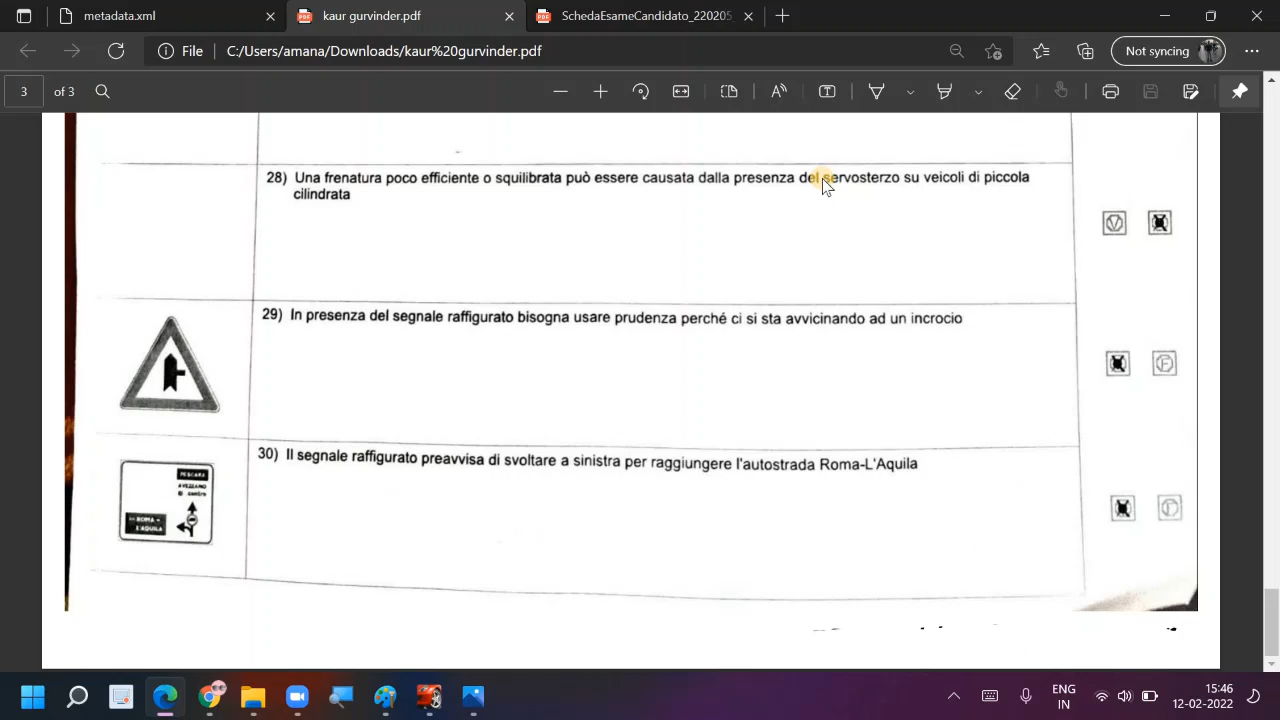 metadata.xml
kaur gurvinder.pdf
SchedaEsameCandidato_220205
File
C:/Users/amana/Downloads/kaur%20gurvinder.pdf
Not syncing
3 of 3
28) Una frenatura poco efficiente o squilibrata può essere causata dalla presenza del servosterzo su veicoli di piccola
cilindrata
V
29) In presenza del segnale raffigurato bisogna usare prudenza perché ci si sta avvicinando ad un incrocio
F
30) Il segnale raffigurato preavvisa di svoltare a sinistra per raggiungere l'autostrada Roma-L'Aquila
PESCARA
AVEZZANO
centro
ROMA -
L'AQUILA
ENG
IN
15:46
12-02-2022